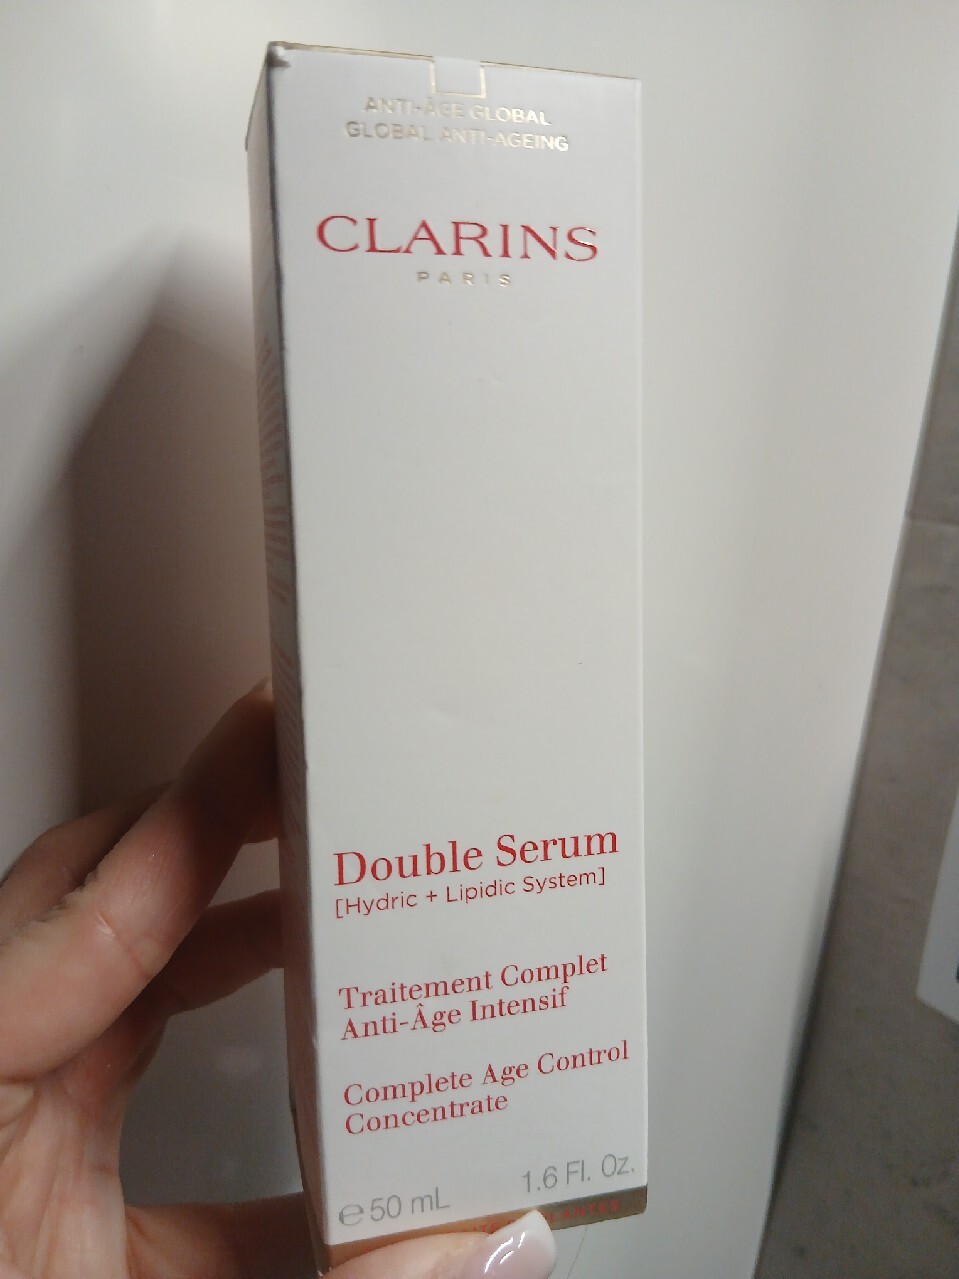 ANTI-ÂGE GLOBAL
GLOBAL ANTI-AGEING
CLARINS
PARIS
Double Serum
[Hydric + Lipidic System]
Traitement Complet
Anti-Âge Intensif
Complete Age Control
Concentrate
℮50 mL 1.6 Fl. Oz.